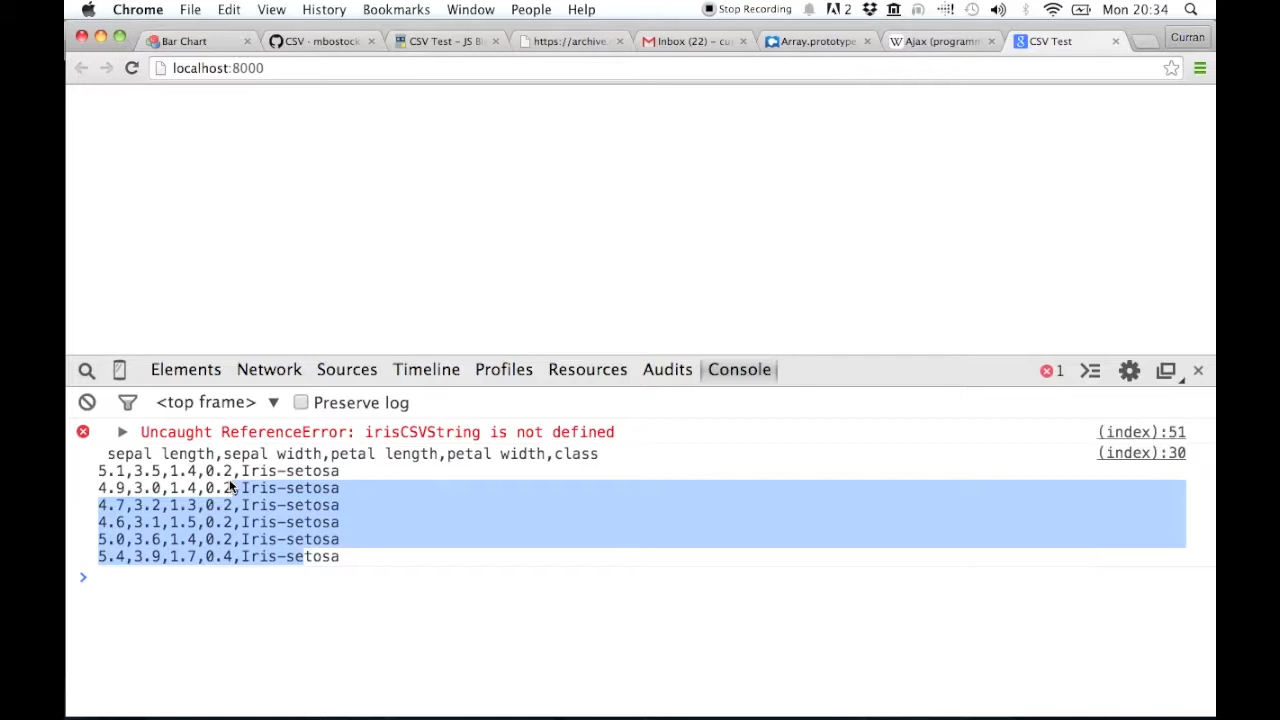 Chrome File Edit View History Bookmarks Window People Help Stop Recording 2 Mon 20:34
Bar Chart CSV · mbostock CSV Test – JS Bi https://archive. Inbox (22) – cu Array.prototype Ajax (programm CSV Test Curran
localhost:8000
Elements Network Sources Timeline Profiles Resources Audits Console 1
<top frame> Preserve log
Uncaught ReferenceError: irisCSVString is not defined (index):51
sepal length,sepal width,petal length,petal width,class (index):30
5.1,3.5,1.4,0.2,Iris-setosa
4.9,3.0,1.4,0.2,Iris-setosa
4.7,3.2,1.3,0.2,Iris-setosa
4.6,3.1,1.5,0.2,Iris-setosa
5.0,3.6,1.4,0.2,Iris-setosa
5.4,3.9,1.7,0.4,Iris-setosa